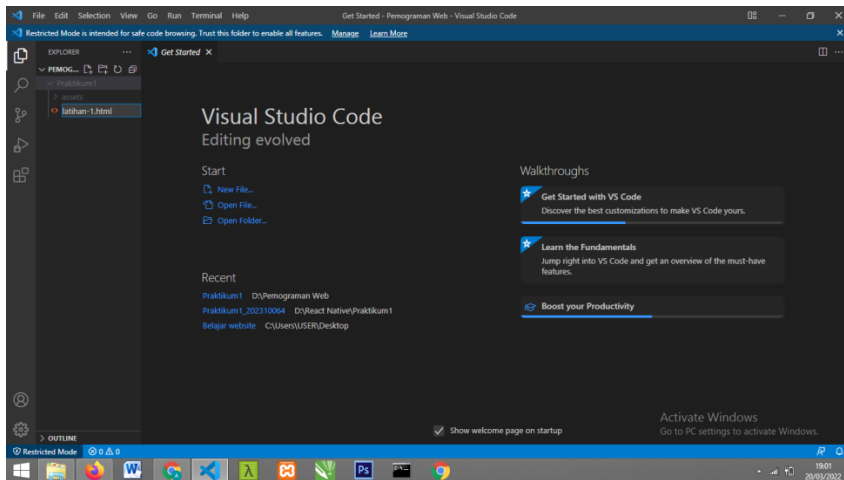 File Edit Selection View Go Run Terminal Help Get Started - Pemograman Web - Visual Studio Code
Restricted Mode is intended for safe code browsing. Trust this folder to enable all features. Manage Learn More
EXPLORER
Get Started
PEMOG...
Praktikum1
assets
latihan-1.html
Visual Studio Code
Editing evolved
Start
New File...
Open File...
Open Folder...
Recent
Praktikum1 D:\Pemograman Web
Praktikum1_202310064 D:\React Native\Praktikum1
Belajar website C:\Users\USER\Desktop
Walkthroughs
Get Started with VS Code
Discover the best customizations to make VS Code yours.
Learn the Fundamentals
Jump right into VS Code and get an overview of the must-have
features.
Boost your Productivity
Show welcome page on startup
Activate Windows
Go to PC settings to activate Windows.
OUTLINE
Restricted Mode 0 0
Ps
19:01
20/03/2022